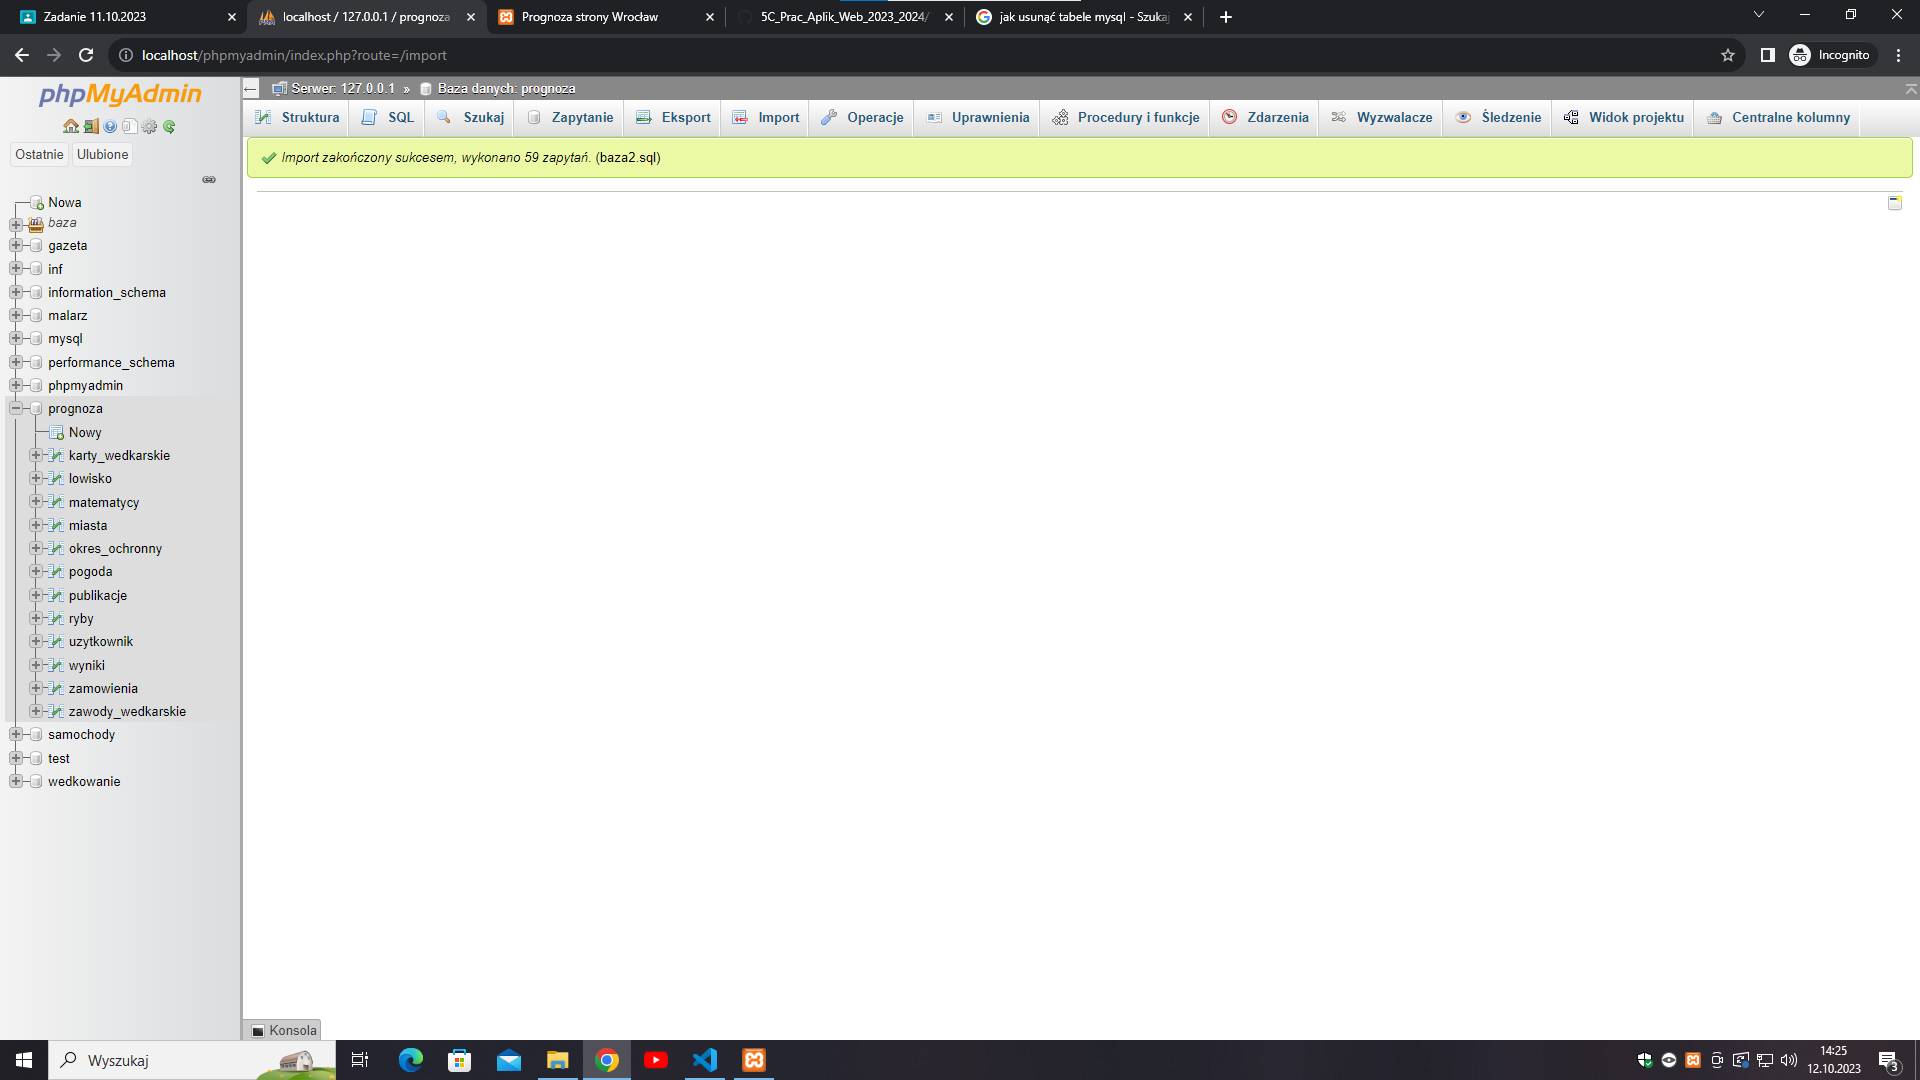 Zadanie 11.10.2023
localhost / 127.0.0.1 / prognoza
Prognoza strony Wrocław
5C_Prac_Aplik_Web_2023_2024/
jak usunąć tabele mysql - Szukaj
localhost/phpmyadmin/index.php?route=/import
Incognito
phpMyAdmin
Serwer: 127.0.0.1 » Baza danych: prognoza
Struktura SQL Szukaj Zapytanie Eksport Import Operacje Uprawnienia Procedury i funkcje Zdarzenia Wyzwalacze Śledzenie Widok projektu Centralne kolumny
Import zakończony sukcesem, wykonano 59 zapytań. (baza2.sql)
Ostatnie Ulubione
Nowa
baza
gazeta
inf
information_schema
malarz
mysql
performance_schema
phpmyadmin
prognoza
Nowy
karty_wedkarskie
lowisko
matematycy
miasta
okres_ochronny
pogoda
publikacje
ryby
uzytkownik
wyniki
zamowienia
zawody_wedkarskie
samochody
test
wedkowanie
Konsola
Wyszukaj
14:25
12.10.2023
3